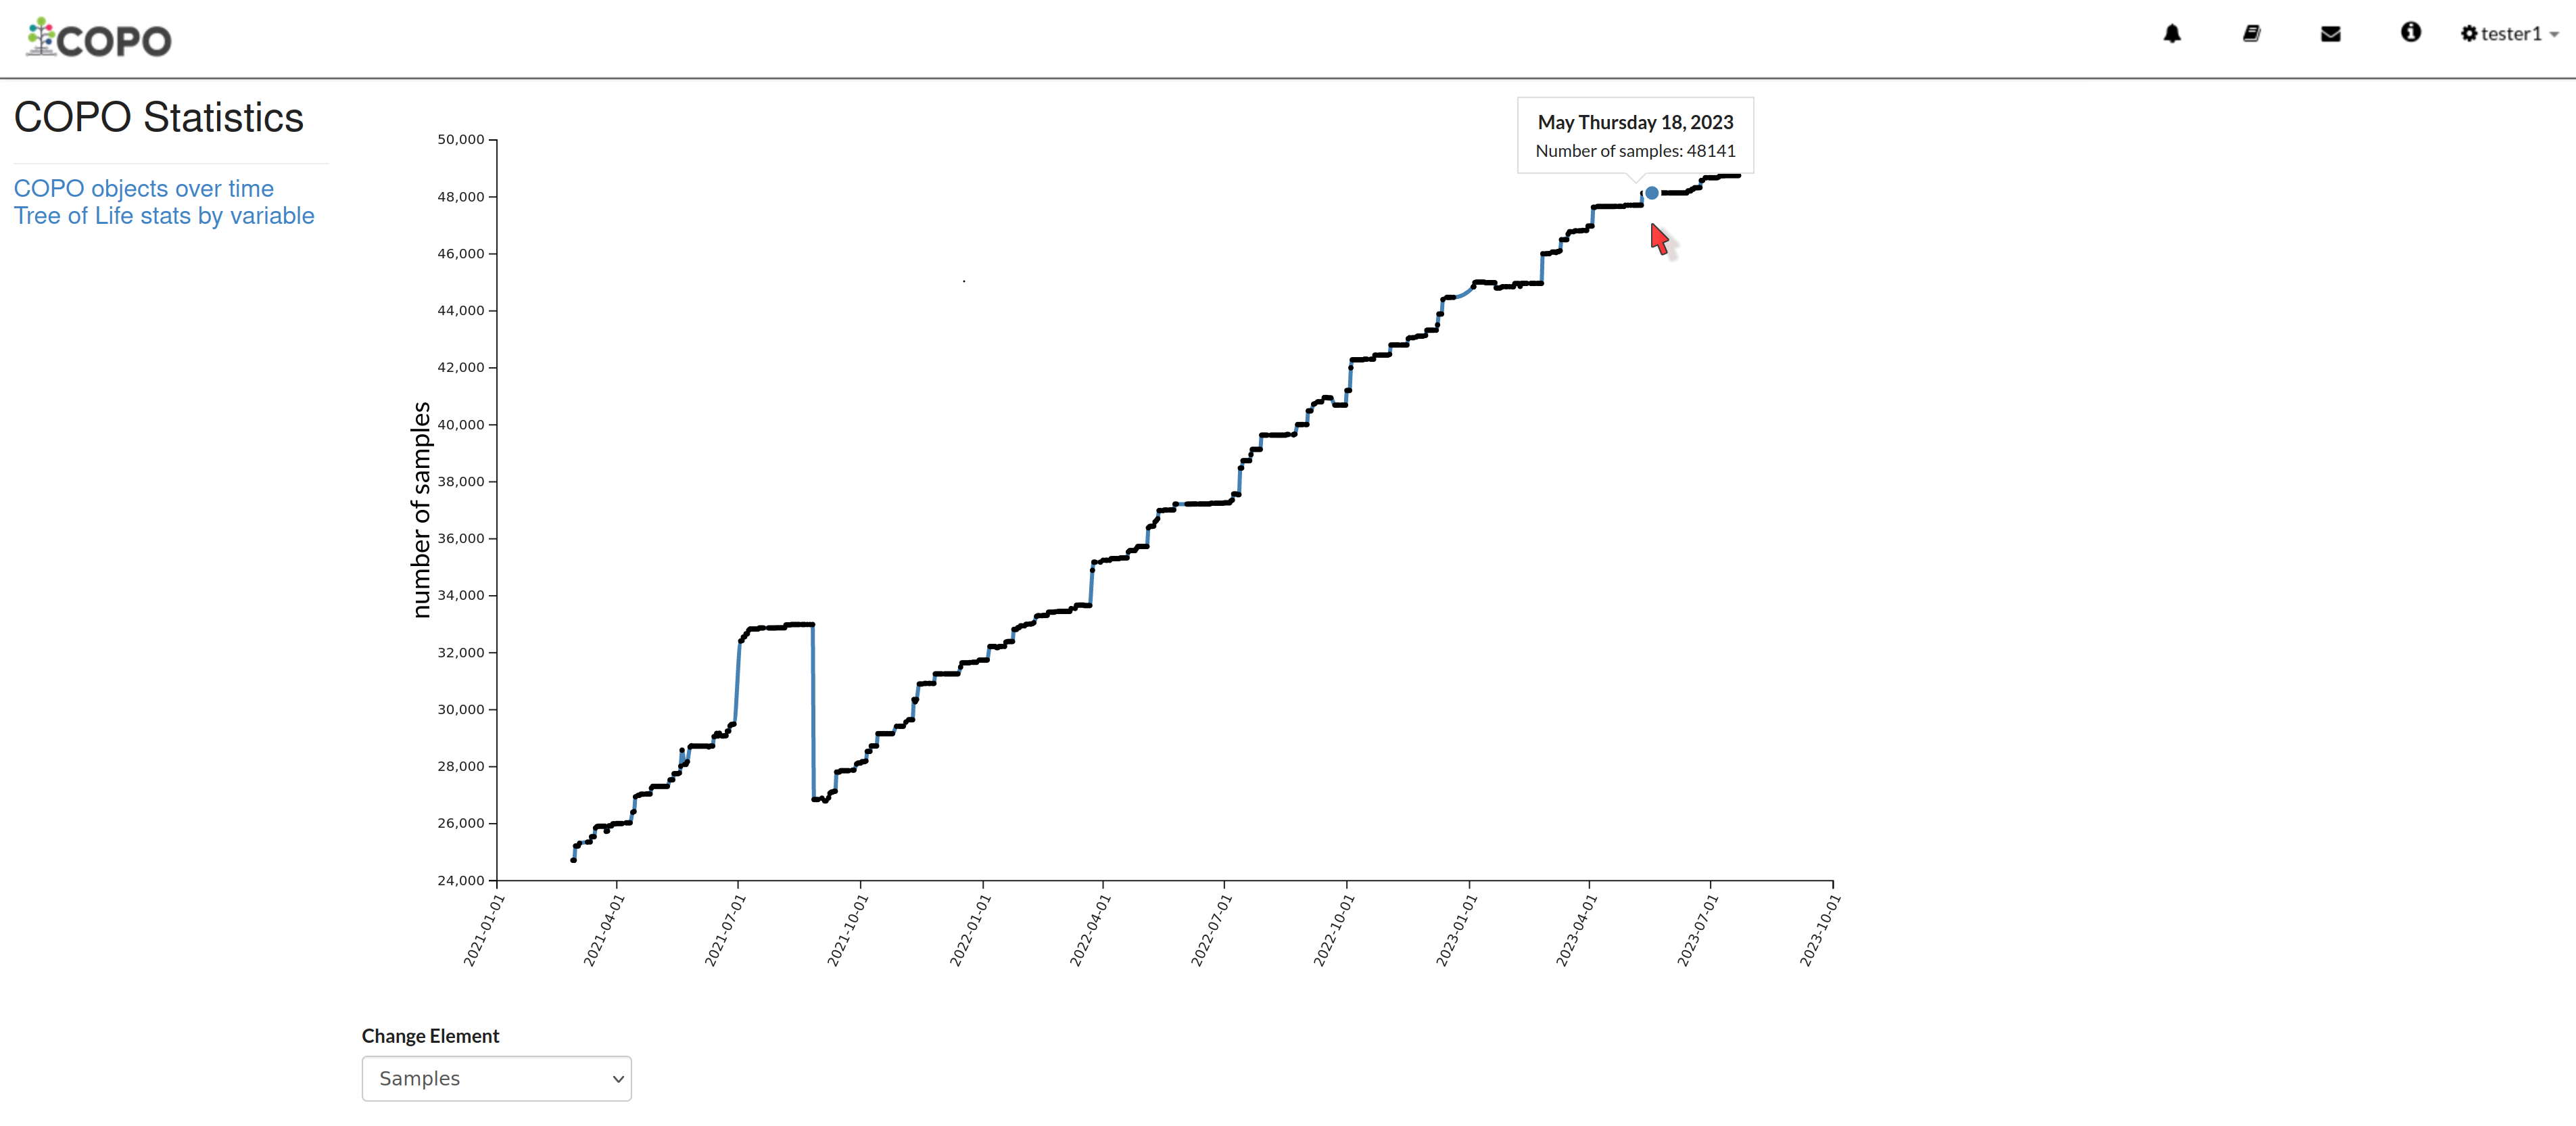 COPO
tester1
COPO Statistics
COPO objects over time
Tree of Life stats by variable
May Thursday 18, 2023
Number of samples: 48141
50,000
48,000
46,000
44,000
42,000
40,000
38,000
36,000
34,000
32,000
30,000
28,000
26,000
24,000
number of samples
2021-01-01
2021-04-01
2021-07-01
2021-10-01
2022-01-01
2022-04-01
2022-07-01
2022-10-01
2023-01-01
2023-04-01
2023-07-01
2023-10-01
Change Element
Samples